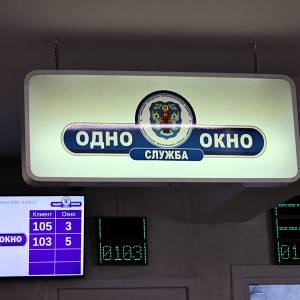 ОДНО ОКНО
СЛУЖБА
Клиент Окно
105 3
ОКНО 103 5
0103